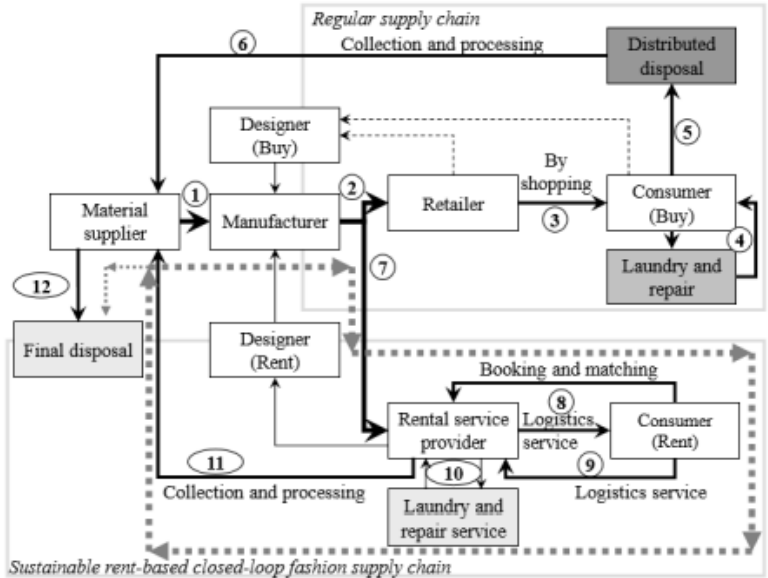 Regular supply chain
6
Collection and processing
Distributed
disposal
Designer
(Buy)
5
By
shopping
1
2
Material
supplier
Manufacturer
Retailer
3
Consumer
(Buy)
4
7
Laundry and
repair
12
Final disposal
Designer
(Rent)
Booking and matching
8
Rental service
provider
Logistics
service
Consumer
(Rent)
11
10
9
Collection and processing
Logistics service
Laundry and
repair service
Sustainable rent-based closed-loop fashion supply chain